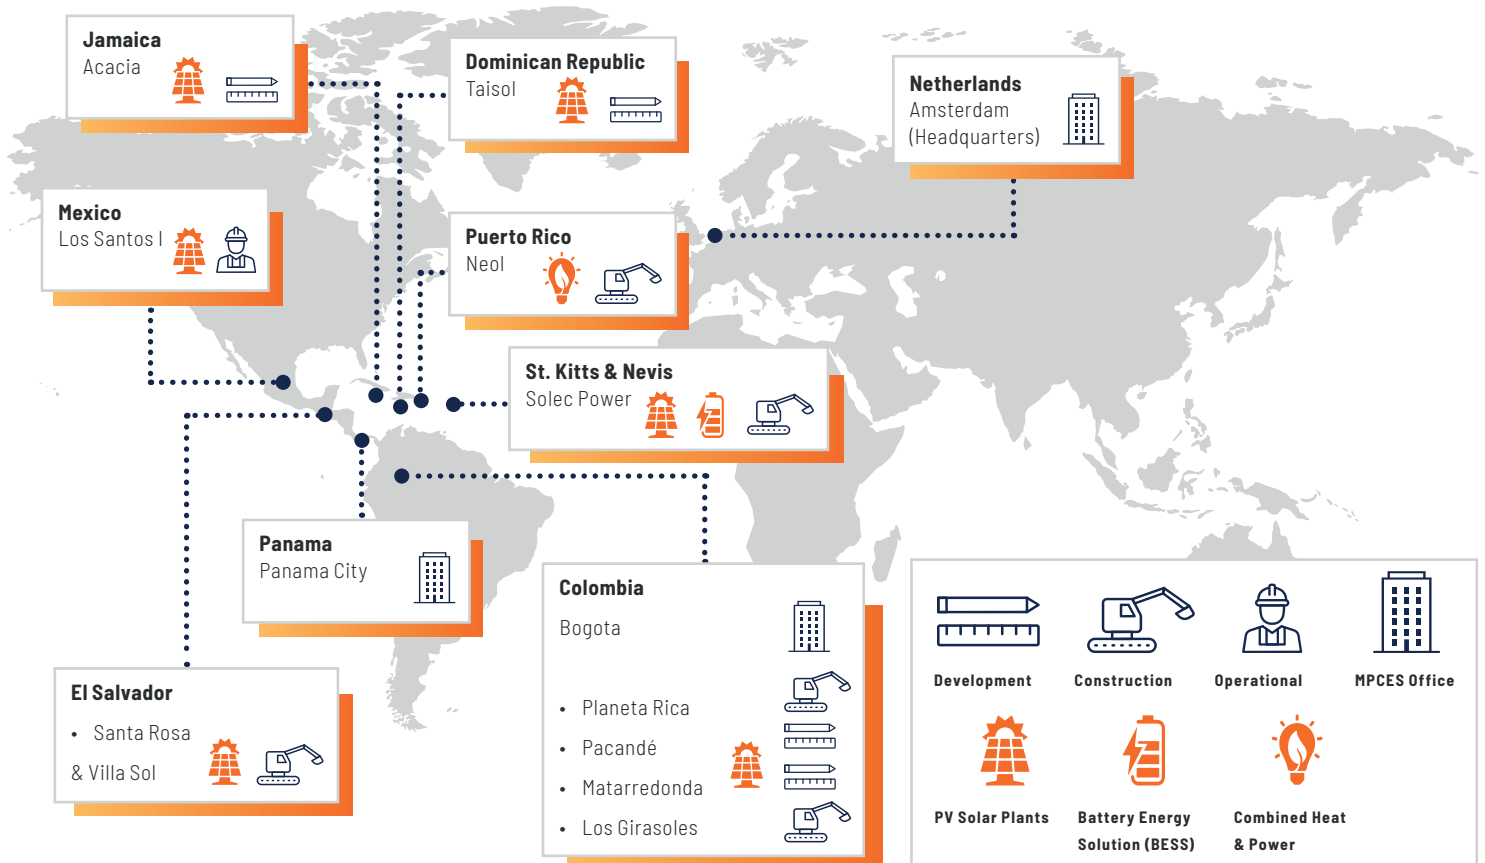 Jamaica
Acacia
Dominican Republic
Taisol
Netherlands
Amsterdam
(Headquarters)
Mexico
Los Santos I
Puerto Rico
Neol
St. Kitts & Nevis
Solec Power
Panama
Panama City
Colombia
Bogota
• Planeta Rica
• Pacandé
• Matarredonda
• Los Girasoles
El Salvador
• Santa Rosa
& Villa Sol
Development
Construction
Operational
MPCES Office
PV Solar Plants
Battery Energy
Solution (BESS)
Combined Heat
& Power